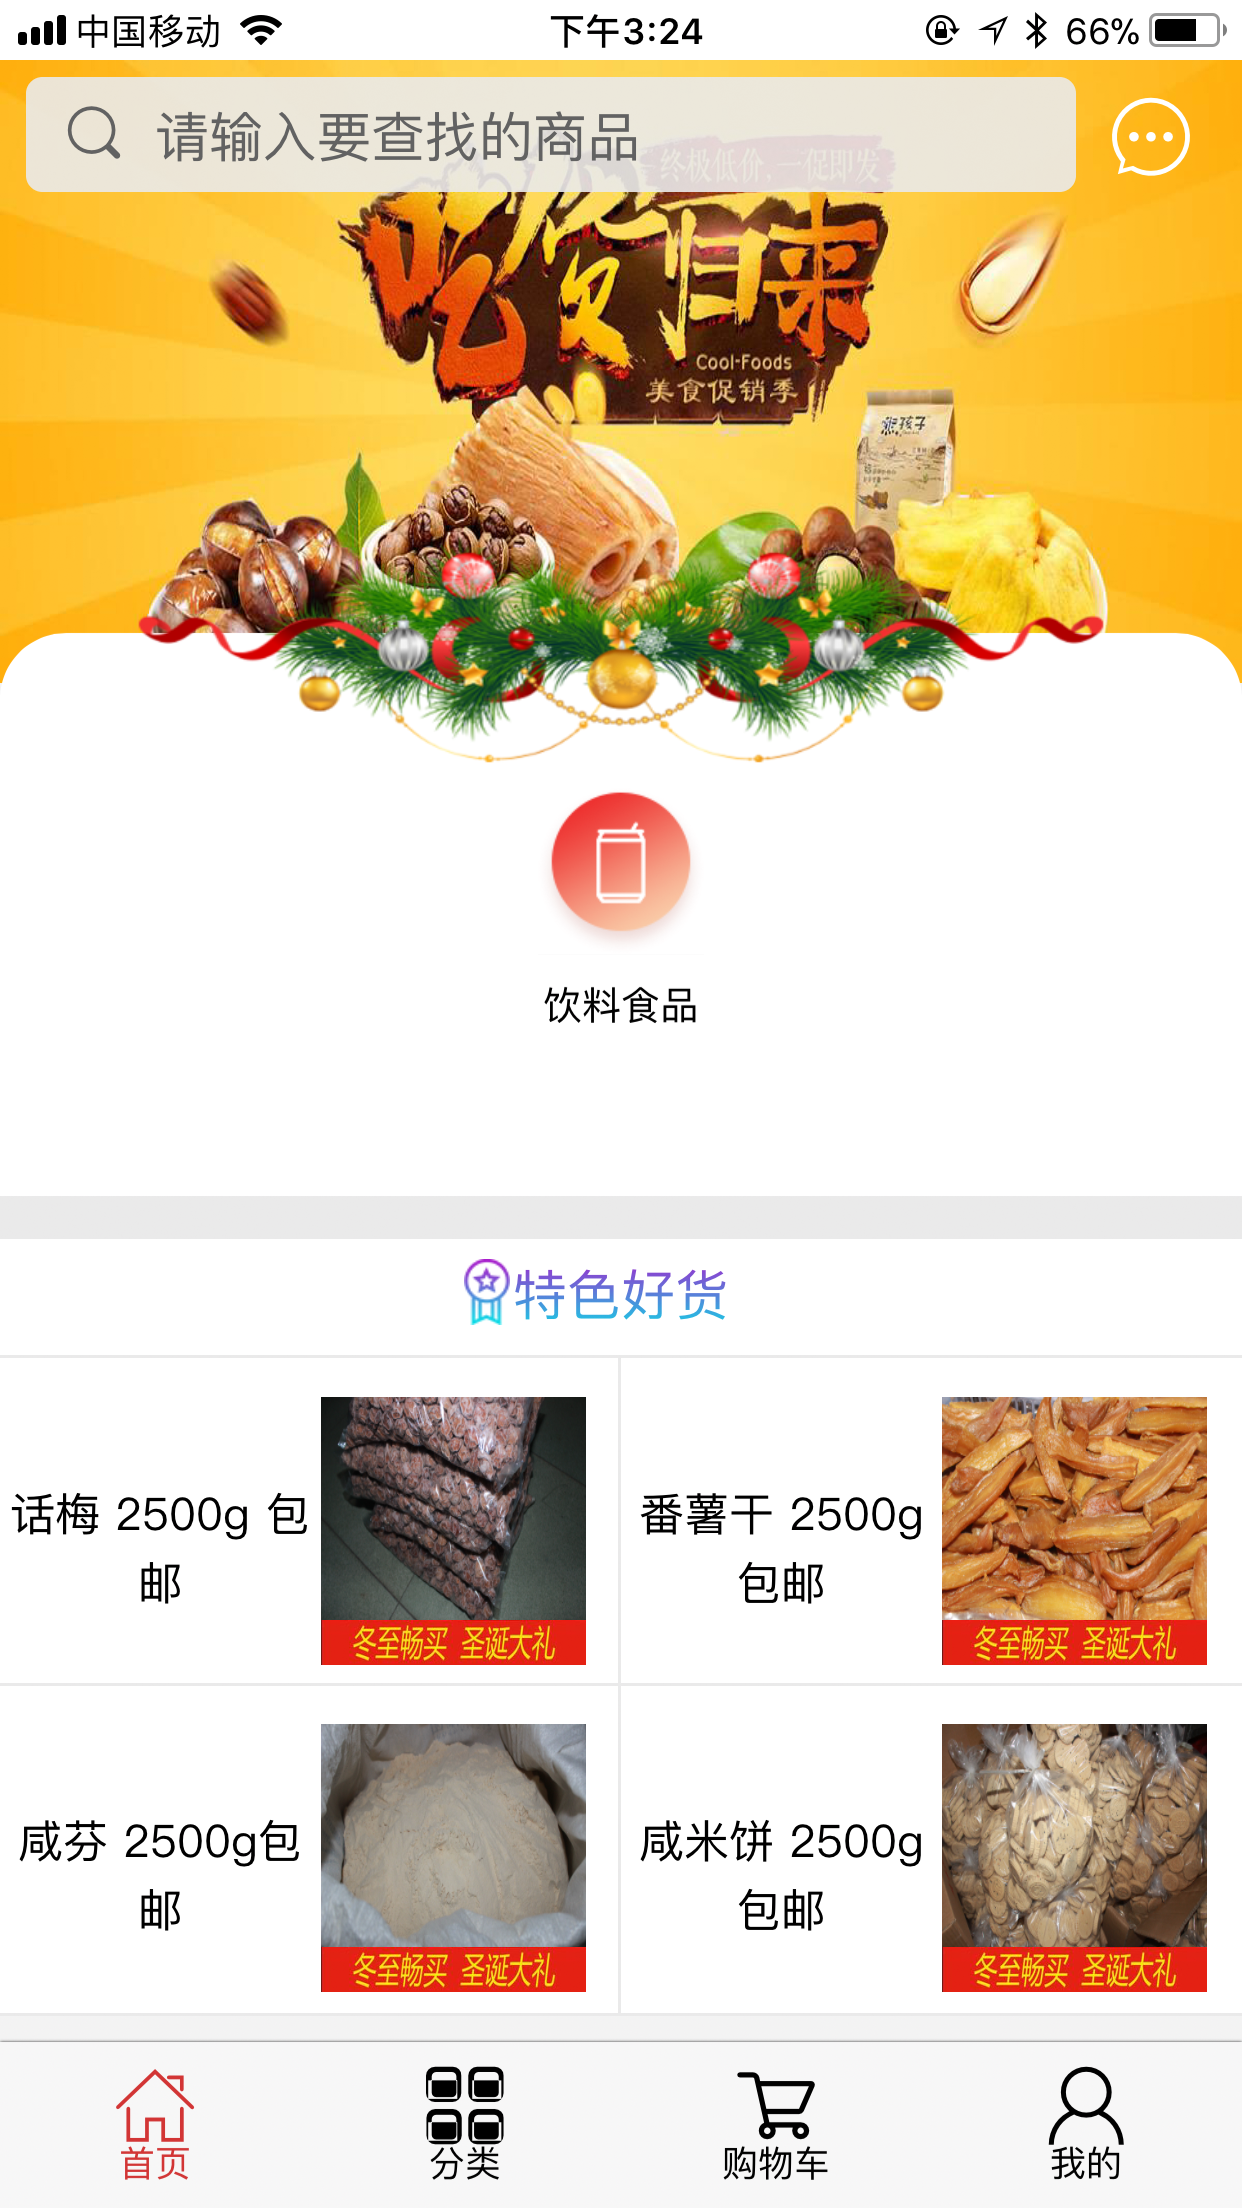 中国移动
下午3:24
66%
请输入要查找的商品
终极低价,一促即发
吃货归来
Cool-Foods
美食促销季
熊孩子
饮料食品
特色好货
话梅 2500g 包
邮
冬至畅买 圣诞大礼
番薯干 2500g
包邮
冬至畅买 圣诞大礼
咸芬 2500g包
邮
冬至畅买 圣诞大礼
咸米饼 2500g
包邮
冬至畅买 圣诞大礼
首页
分类
购物车
我的